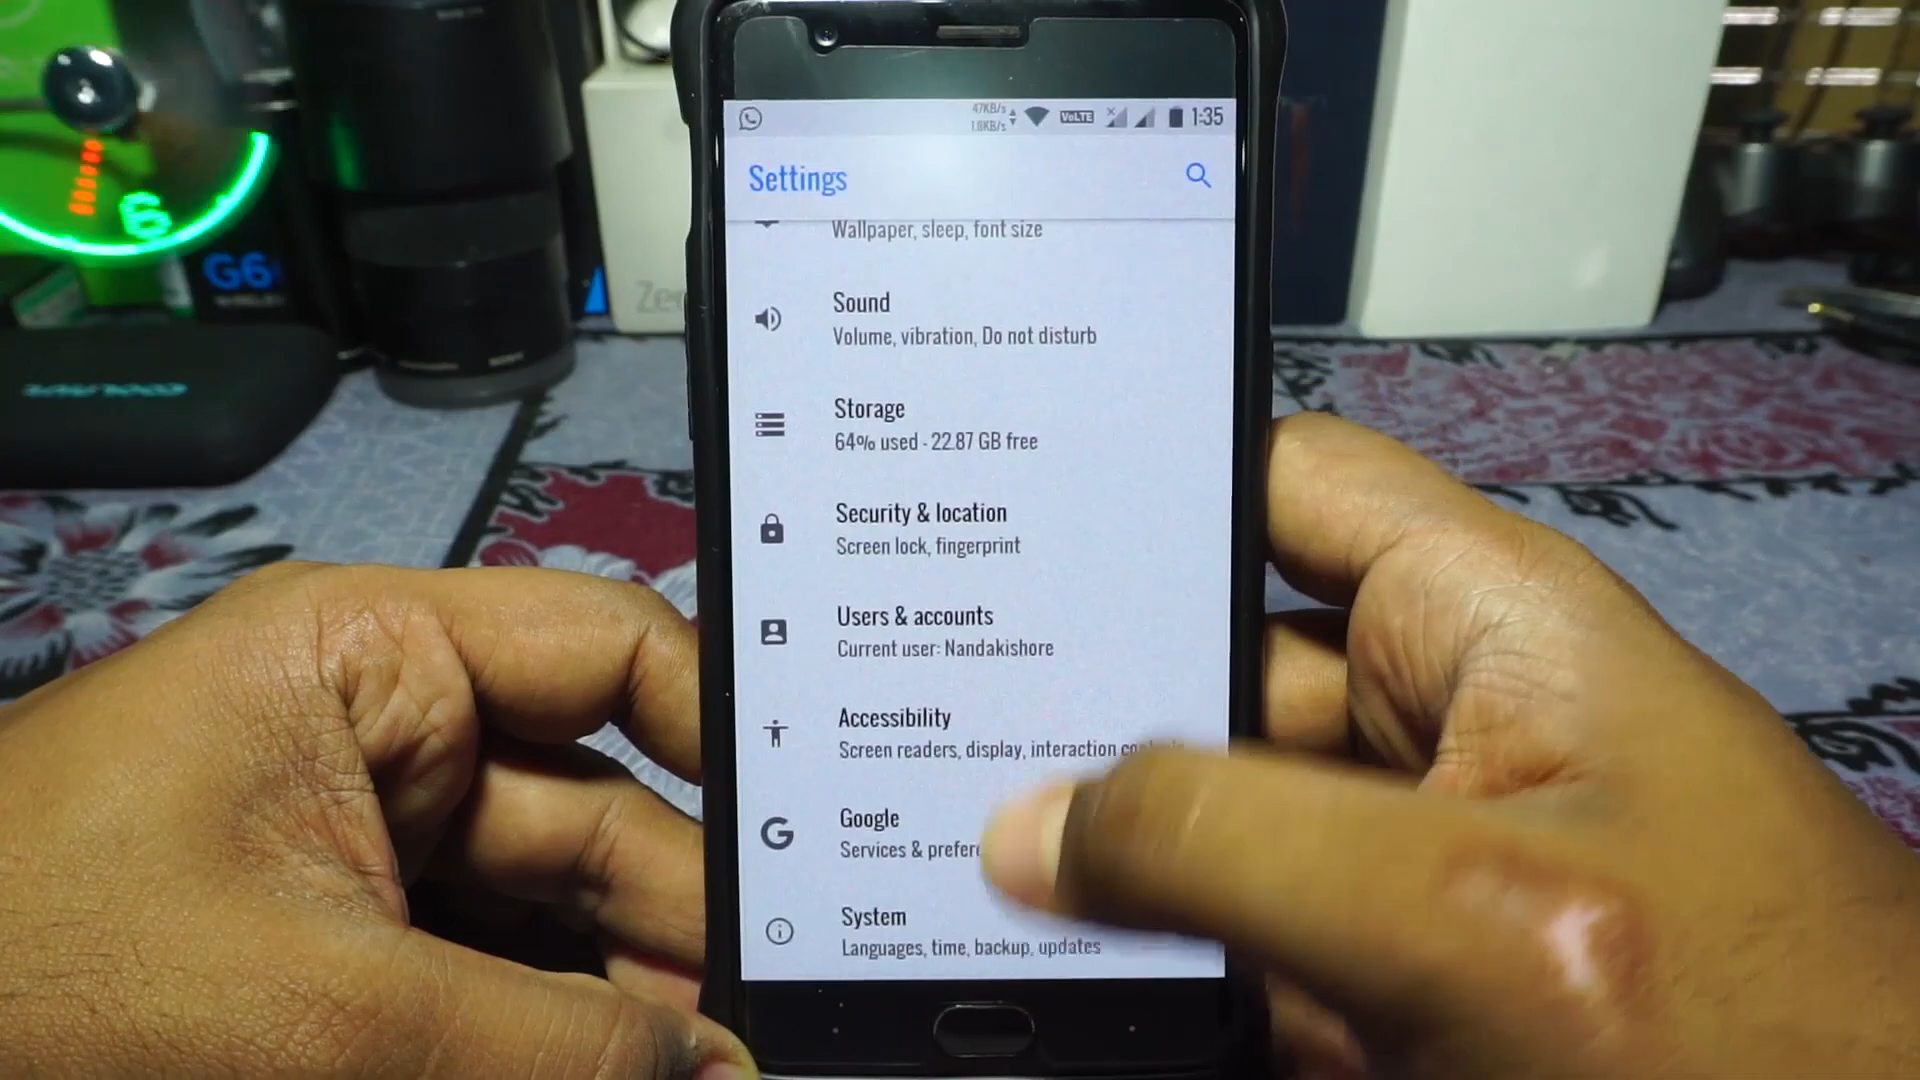 47KB/s
1.8KB/s
VoLTE
1:35
Settings
Wallpaper, sleep, font size
Sound
Volume, vibration, Do not disturb
Storage
64% used - 22.87 GB free
Security & location
Screen lock, fingerprint
Users & accounts
Current user: Nandakishore
Accessibility
Screen readers, display, interaction
Google
Services &
System
Languages, time, backup, updates
G6
Zen